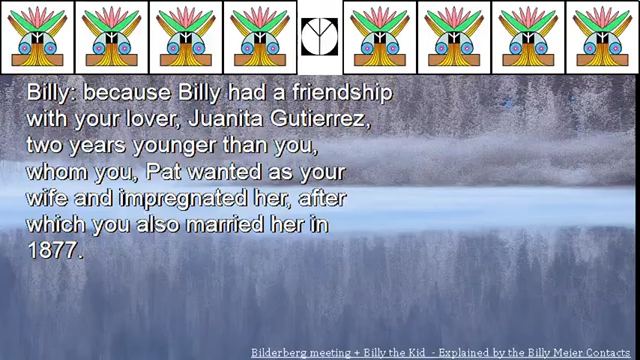 Billy: because Billy had a friendship
with your lover, Juanita Gutierrez,
two years younger than you,
whom you, Pat wanted as your
wife and impregnated her, after
which you also married her in
1877.
Bilderberg meeting + Billy the Kid - Explained by the Billy Meier Contacts